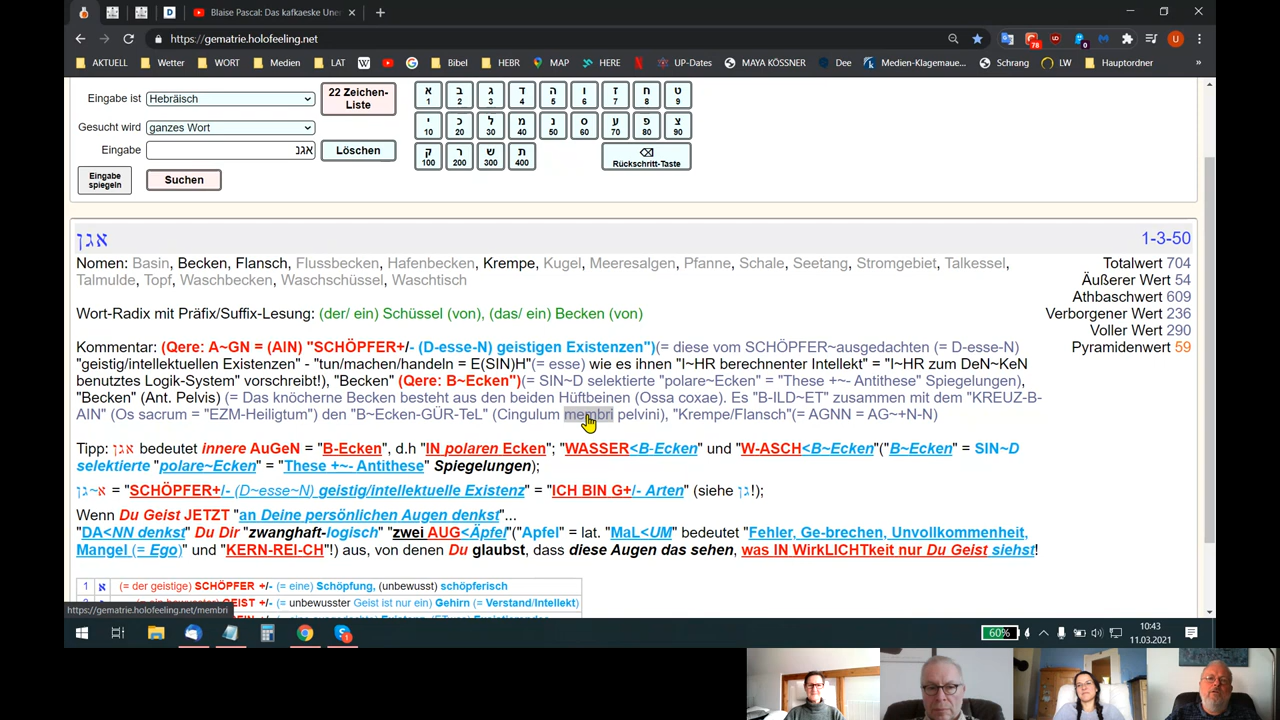 Blaise Pascal: Das kafkaeske Uner
https://gematrie.holofeeling.net
AKTUELL Wetter WORT Medien LAT Bibel HEBR MAP HERE UP-Dates MAYA KÖSSNER Dee Medien-Klagemaue... Schrang LW Hauptordner »
Eingabe ist Hebräisch 22 Zeichen-Liste
Gesucht wird ganzes Wort
Eingabe אגנ Löschen
Eingabe spiegeln Suchen
א ב ג ד ה ו ז ח ט
1 2 3 4 5 6 7 8 9
י כ ל מ נ ס ע פ צ
10 20 30 40 50 60 70 80 90
ק ר ש ת
100 200 300 400 Rückschritt-Taste
אגן 1-3-50
Nomen: Basin, Becken, Flansch, Flussbecken, Hafenbecken, Krempe, Kugel, Meeresalgen, Pfanne, Schale, Seetang, Stromgebiet, Talkessel,
Talmulde, Topf, Waschbecken, Waschschüssel, Waschtisch
Totalwert 704
Äußerer Wert 54
Athbaschwert 609
Verborgener Wert 236
Voller Wert 290
Pyramidenwert 59
Wort-Radix mit Präfix/Suffix-Lesung: (der/ ein) Schüssel (von), (das/ ein) Becken (von)
Kommentar: (Qere: A~GN = (AIN) "SCHÖPFER+/- (D-esse-N) geistigen Existenzen")(= diese vom SCHÖPFER~ausgedachten (= D-esse-N)
"geistig/intellektuellen Existenzen" - "tun/machen/handeln = E(SIN)H"(= esse) wie es ihnen "I~HR berechnenter Intellekt" = "I~HR zum DeN~KeN
benutztes Logik-System" vorschreibt!), "Becken" (Qere: B~Ecken")(= SIN~D selektierte "polare~Ecken" = "These +~- Antithese" Spiegelungen),
"Becken" (Ant. Pelvis) (= Das knöcherne Becken besteht aus den beiden Hüftbeinen (Ossa coxae). Es "B-ILD~ET" zusammen mit dem "KREUZ-B-
AIN" (Os sacrum = "EZM-Heiligtum") den "B~Ecken-GÜR-TeL" (Cingulum membri pelvini), "Krempe/Flansch"(= AGNN = AG~+N-N)
Tipp: אגן bedeutet innere AuGeN = "B-Ecken", d.h "IN polaren Ecken"; "WASSER<B-Ecken" und "W-ASCH<B~Ecken"("B~Ecken" = SIN~D
selektierte "polare~Ecken" = "These +~- Antithese" Spiegelungen);
א~גן = "SCHÖPFER+/- (D~esse~N) geistig/intellektuelle Existenz" = "ICH BIN G+/- Arten" (siehe גן!);
Wenn Du Geist JETZT "an Deine persönlichen Augen denkst"...
"DA<NN denkst" Du Dir "zwanghaft-logisch" "zwei AUG<Äpfel"("Apfel" = lat. "MaL<UM" bedeutet "Fehler, Ge-brechen, Unvollkommenheit,
Mangel (= Ego) "und "KERN-REI-CH"!) aus, von denen Du glaubst, dass diese Augen das sehen, was IN WirkLICHTkeit nur Du Geist siehst!
1 א (= der geistige) SCHÖPFER +/- (= eine) Schöpfung, (unbewusst) schöpferisch
GEIST +/- (= unbewusster Geist ist nur ein) Gehirn (= Verstand/Intellekt)
https://gematrie.holofeeling.net/membri
60% 10:43
11.03.2021